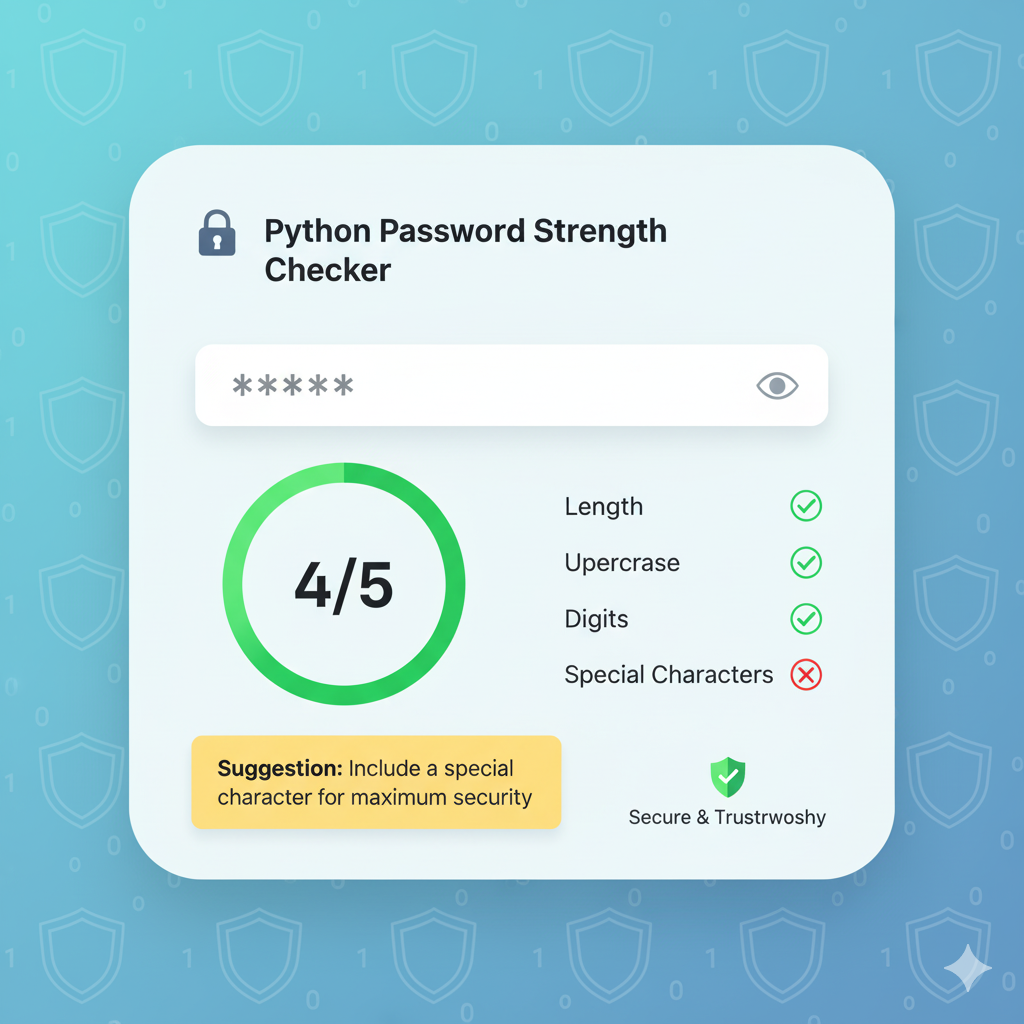 Python Password Strength
Checker
*****
4/5
Length
Upercrase
Digits
Special Characters
Suggestion: Include a special
character for maximum security
Secure & Trustrwoshy